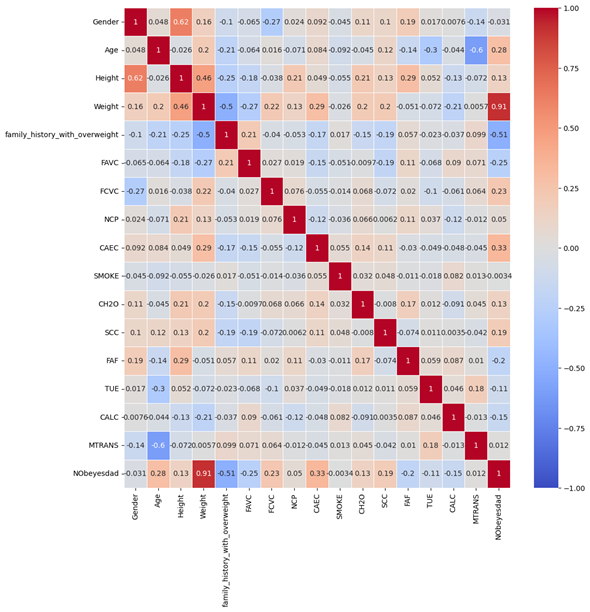 Gender 1 0.048 0.62 0.16 -0.1 -0.065 -0.27 0.024 0.092 -0.045 0.11 0.1 0.19 0.017 0.0076 -0.14 -0.031
Age 0.048 1 -0.026 0.2 -0.21 -0.064 0.016 -0.071 0.084 -0.092 -0.045 0.12 -0.14 -0.3 -0.044 -0.6 0.28
Height 0.62 -0.026 1 0.46 -0.25 -0.18 -0.038 0.21 0.049 -0.055 0.21 0.13 0.29 0.052 -0.13 -0.072 0.13
Weight 0.16 0.2 0.46 1 -0.5 -0.27 0.22 0.13 0.29 -0.026 0.2 0.2 -0.051 -0.072 -0.21 0.0057 0.91
family_history_with_overweight -0.1 -0.21 -0.25 -0.5 1 0.21 -0.04 -0.053 -0.17 0.017 -0.15 -0.19 0.057 -0.023 -0.037 0.099 -0.51
FAVC -0.065 -0.064 -0.18 -0.27 0.21 1 0.027 0.019 -0.15 -0.051 0.0097 -0.19 0.11 -0.068 0.09 0.071 -0.25
FCVC -0.27 0.016 -0.038 0.22 -0.04 0.027 1 0.076 -0.055 -0.014 0.068 -0.072 0.02 -0.1 -0.061 0.064 0.23
NCP 0.024 -0.071 0.21 0.13 -0.053 0.019 0.076 1 -0.12 -0.036 0.066 0.0062 0.11 0.037 -0.12 -0.012 0.05
CAEC 0.092 0.084 0.049 0.29 -0.17 -0.15 -0.055 -0.12 1 0.055 0.14 0.11 -0.03 -0.049 -0.048 -0.045 0.33
SMOKE -0.045 -0.092 -0.055 -0.026 0.017 -0.051 -0.014 0.036 0.055 1 0.032 0.048 -0.011 -0.018 0.082 0.013 -0.0034
CH2O 0.11 -0.045 0.21 0.2 -0.15 -0.0097 0.068 0.066 0.14 0.032 1 -0.008 0.17 0.012 -0.091 0.045 0.13
SCC 0.1 0.12 0.13 0.2 -0.19 -0.19 -0.072 0.0062 0.11 0.048 -0.008 1 -0.074 0.011 0.0035 -0.042 0.19
FAF 0.19 -0.14 0.29 -0.051 0.057 0.11 0.02 0.11 -0.03 -0.011 0.17 -0.074 1 0.059 0.087 0.01 -0.2
TUE 0.017 -0.3 0.052 -0.072 -0.023 -0.068 -0.1 0.037 -0.049 -0.018 0.012 0.011 0.059 1 0.046 0.18 -0.11
CALC -0.0076 -0.044 -0.13 -0.21 -0.037 0.09 -0.061 -0.12 -0.048 0.082 -0.091 0.0035 0.087 0.046 1 -0.013 -0.15
MTRANS -0.14 -0.6 -0.072 0.0057 0.099 0.071 0.064 -0.012 -0.045 0.013 0.045 -0.042 0.01 0.18 -0.013 1 0.012
NObeyesdad -0.031 0.28 0.13 0.91 -0.51 -0.25 0.23 0.05 0.33 -0.0034 0.13 0.19 -0.2 -0.11 -0.15 0.012 1
Gender
Age
Height
Weight
family_history_with_overweight
FAVC
FCVC
NCP
CAEC
SMOKE
CH2O
SCC
FAF
TUE
CALC
MTRANS
NObeyesdad
1.00
0.75
0.50
0.25
0.00
−0.25
−0.50
−0.75
−1.00